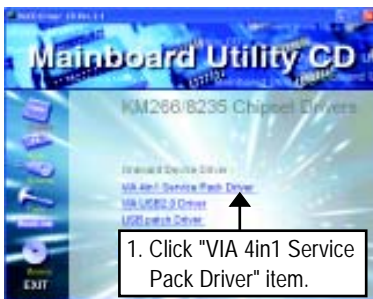 Mainboard Utility CD
KM266/8235 Chipset Drivers
Onboard Device Driver
VIA 4in1 Service Pack Driver
VIA USB2.0 Driver
USB patch Driver
1. Click "VIA 4in1 Service
Pack Driver" item.
EXIT